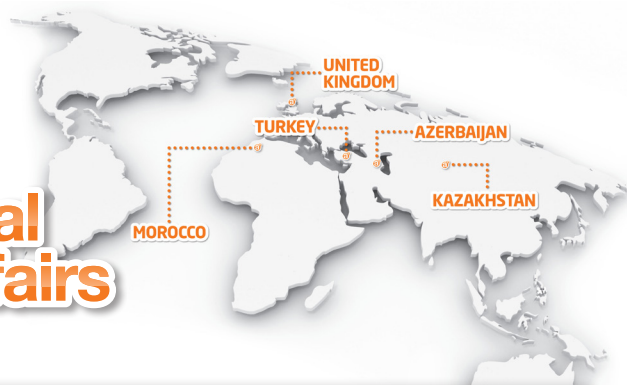 UNITED
KINGDOM
TURKEY
AZERBAIJAN
KAZAKHSTAN
MOROCCO
al
fairs